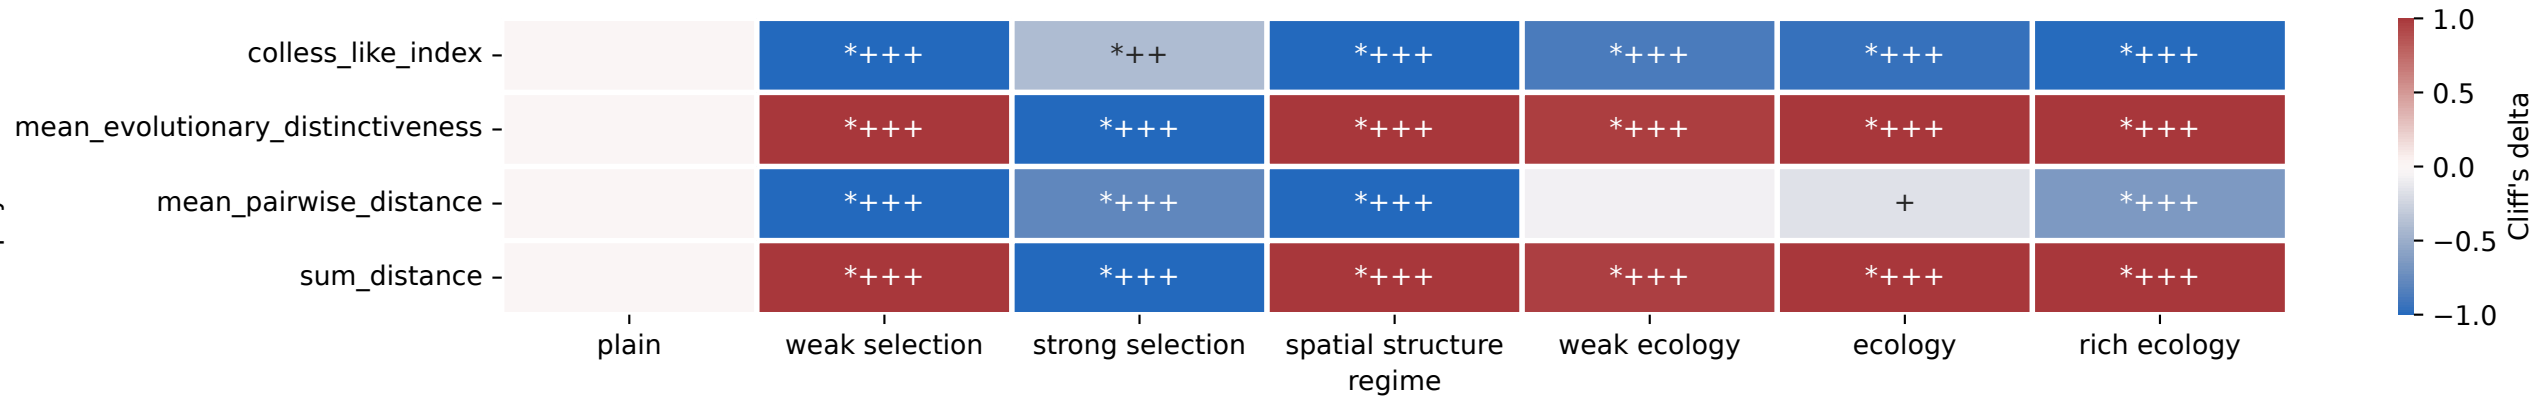 colless_like_index *+++ *++ *+++ *+++ *+++ *+++
mean_evolutionary_distinctiveness *+++ *+++ *+++ *+++ *+++ *+++
mean_pairwise_distance *+++ *+++ *+++ + *+++
sum_distance *+++ *+++ *+++ *+++ *+++ *+++
plain weak selection strong selection spatial structure weak ecology ecology rich ecology
regime
1.0
0.5
0.0
−0.5
−1.0
Cliff's delta